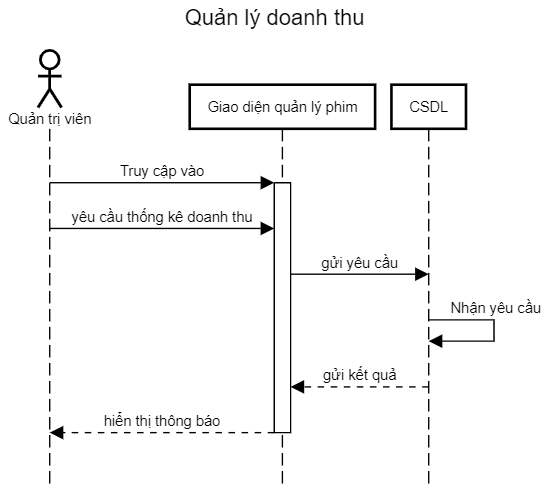 Quản lý doanh thu
Quản trị viên
Giao diện quản lý phim
CSDL
Truy cập vào
yêu cầu thống kê doanh thu
gửi yêu cầu
Nhận yêu cầu
gửi kết quả
hiển thị thông báo